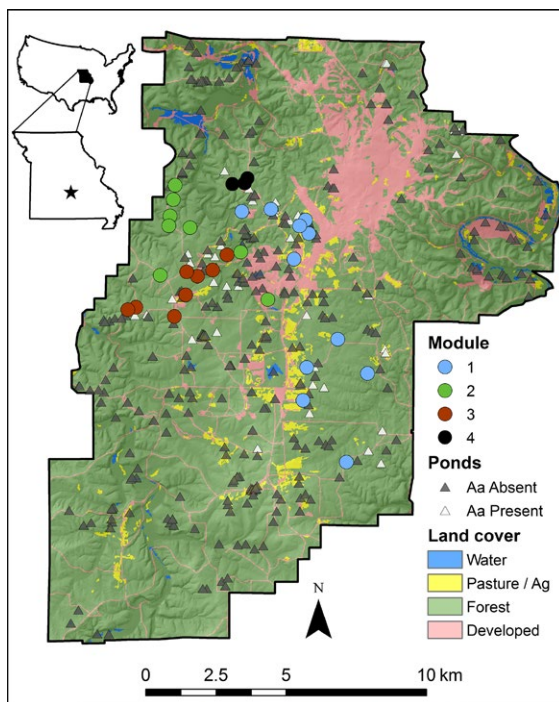 Module
1
2
3
4
Ponds
Aa Absent
Aa Present
Land cover
Water
Pasture / Ag
Forest
Developed
N
0 2.5 5 10 km